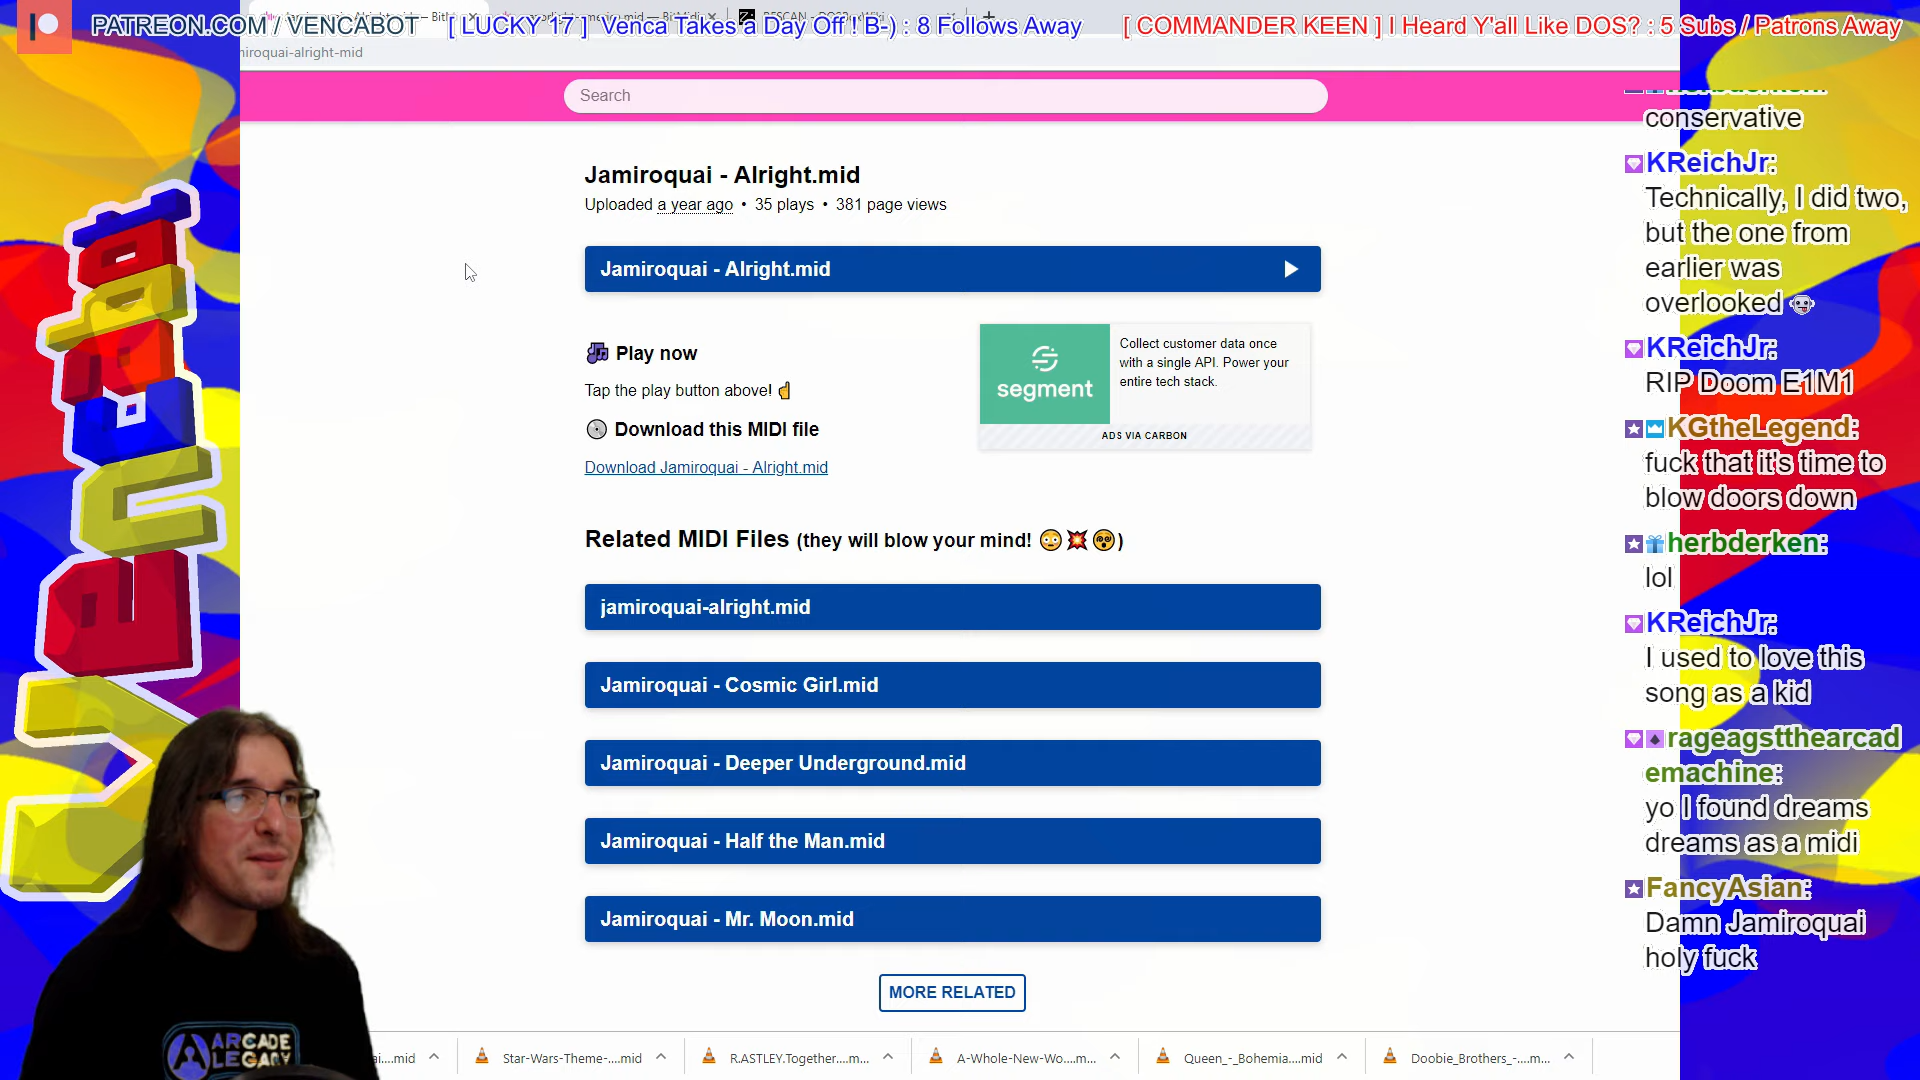 PATREON.COM / VENCABOT [ LUCKY 17 ] Venca Takes a Day Off ! B-) : 8 Follows Away [ COMMANDER KEEN ] I Heard Y'all Like DOS? : 5 Subs / Patrons Away
niroquai-alright-mid
Search
Jamiroquai - Alright.mid
Uploaded a year ago • 35 plays • 381 page views
Jamiroquai - Alright.mid
Play now
Tap the play button above!
Download this MIDI file
Download Jamiroquai - Alright.mid
segment
Collect customer data once
with a single API. Power your
entire tech stack.
ADS VIA CARBON
Related MIDI Files (they will blow your mind! )
jamiroquai-alright.mid
Jamiroquai - Cosmic Girl.mid
Jamiroquai - Deeper Underground.mid
Jamiroquai - Half the Man.mid
Jamiroquai - Mr. Moon.mid
MORE RELATED
ai....mid
Star-Wars-Theme-....mid
R.ASTLEY.Together....m...
A-Whole-New-Wo....m...
Queen_-_Bohemia....mid
Doobie_Brothers_-....m...
conservative
KReichJr:
Technically, I did two,
but the one from
earlier was
overlooked
KReichJr:
RIP Doom E1M1
KGtheLegend:
fuck that it's time to
blow doors down
herbderken:
lol
KReichJr:
I used to love this
song as a kid
rageagstthearcad
emachine:
yo I found dreams
dreams as a midi
FancyAsian:
Damn Jamiroquai
holy fuck
Vencabot
ARCADE
LEGACY